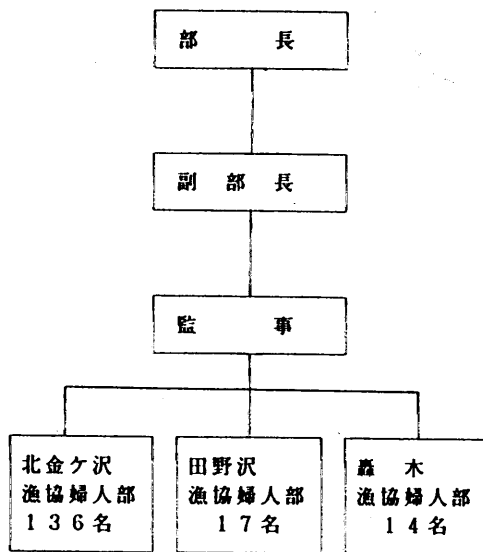 部長
副部長
監事
北金ケ沢
漁協婦人部
136名
田野沢
漁協婦人部
17名
轟木
漁協婦人部
14名